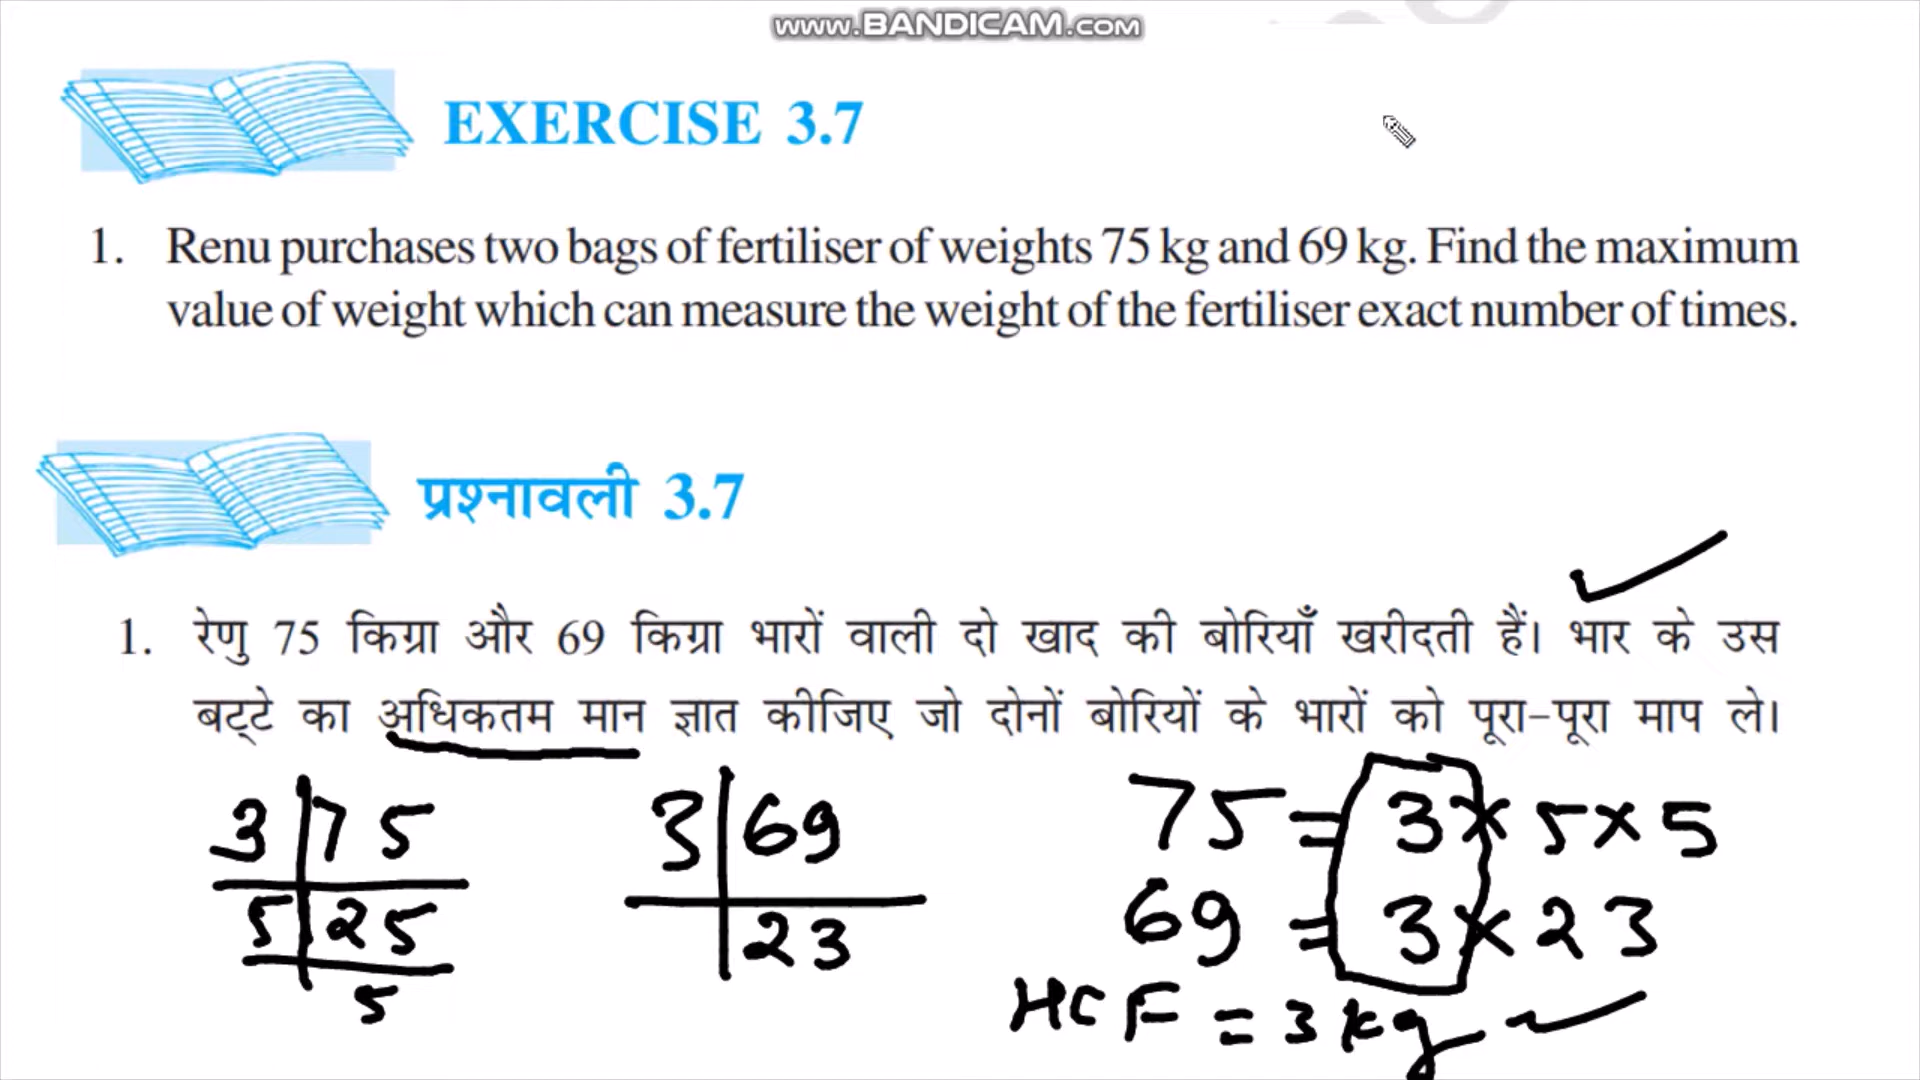 www.BANDICAM.com
EXERCISE 3.7
1. Renu purchases two bags of fertiliser of weights 75 kg and 69 kg. Find the maximum
value of weight which can measure the weight of the fertiliser exact number of times.
प्रश्नावली 3.7
1. रेणु 75 किग्रा और 69 किग्रा भारों वाली दो खाद की बोरियाँ खरीदती हैं। भार के उस
बट्टे का अधिकतम मान ज्ञात कीजिए जो दोनों बोरियों के भारों को पूरा-पूरा माप ले।
3 75
5 25
5
3 69
23
75 = 3 × 5 × 5
69 = 3 × 23
HCF = 3 kg